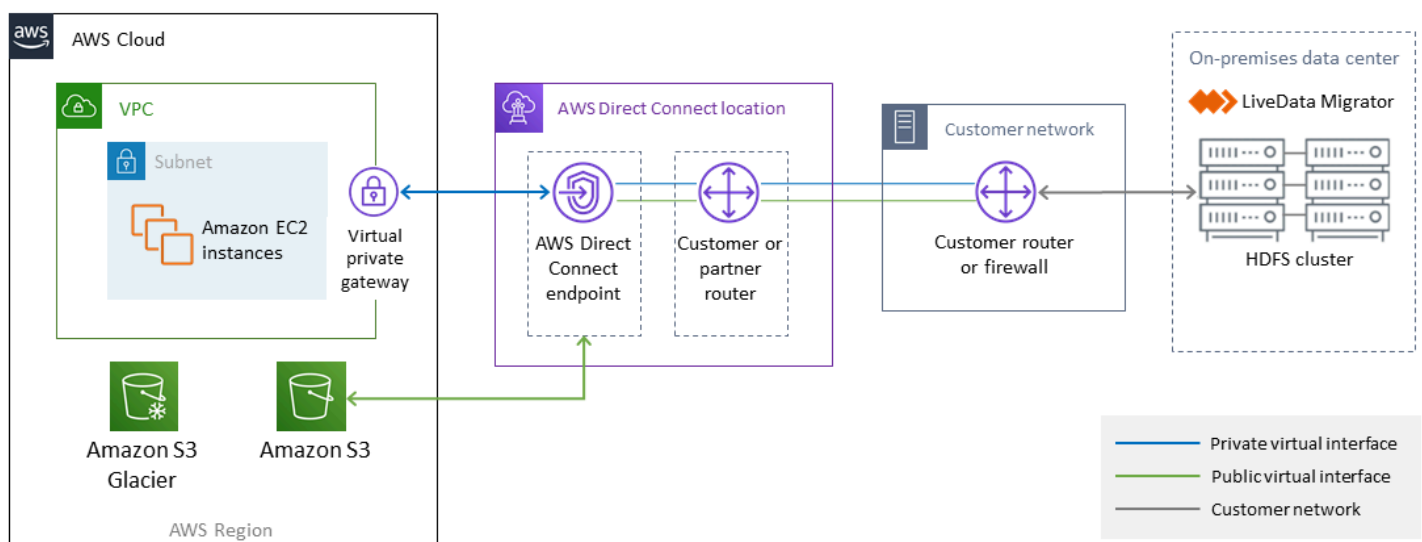 aws
AWS Cloud
VPC
Subnet
Amazon EC2
instances
Virtual
private
gateway
Amazon S3
Glacier
Amazon S3
AWS Region
AWS Direct Connect location
AWS Direct
Connect
endpoint
Customer or
partner
router
Customer network
Customer router
or firewall
On-premises data center
LiveData Migrator
HDFS cluster
Private virtual interface
Public virtual interface
Customer network